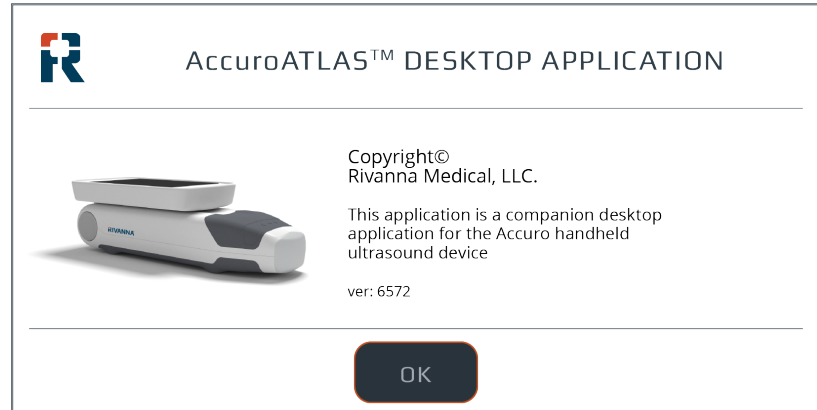 AccuroATLAS™ DESKTOP APPLICATION
Copyright©
Rivanna Medical, LLC.
This application is a companion desktop
application for the Accuro handheld
ultrasound device
RIVANNA
ver: 6572
OK